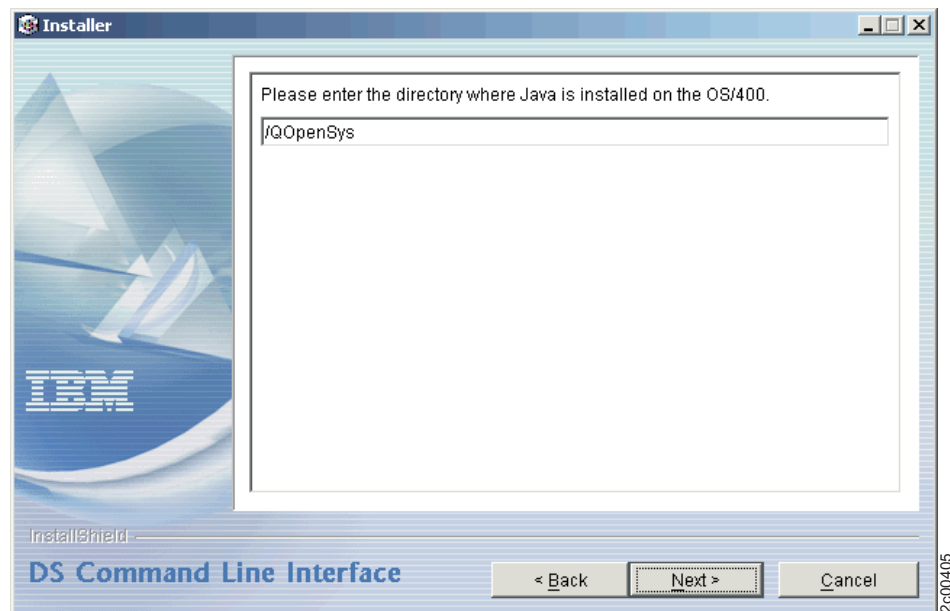 Installer
Please enter the directory where Java is installed on the OS/400.
/QOpenSys
IBM
InstallShield
DS Command Line Interface
< Back
Next >
Cancel
2c00405